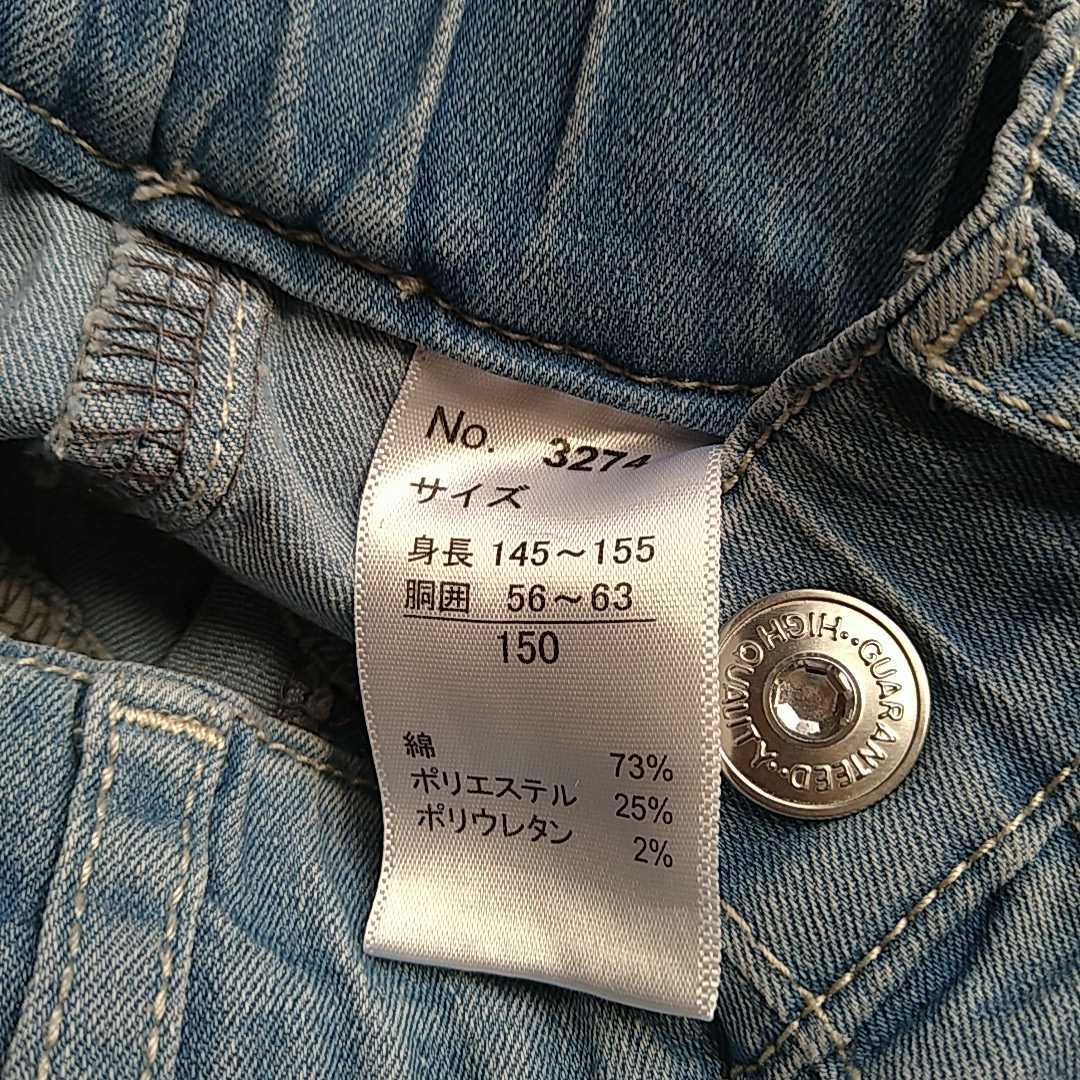 No. 3274
サイズ
身長 145～155
胴囲 56～63
150
綿 73%
ポリエステル 25%
ポリウレタン 2%
HIGH QUALITY
GUARANTEED